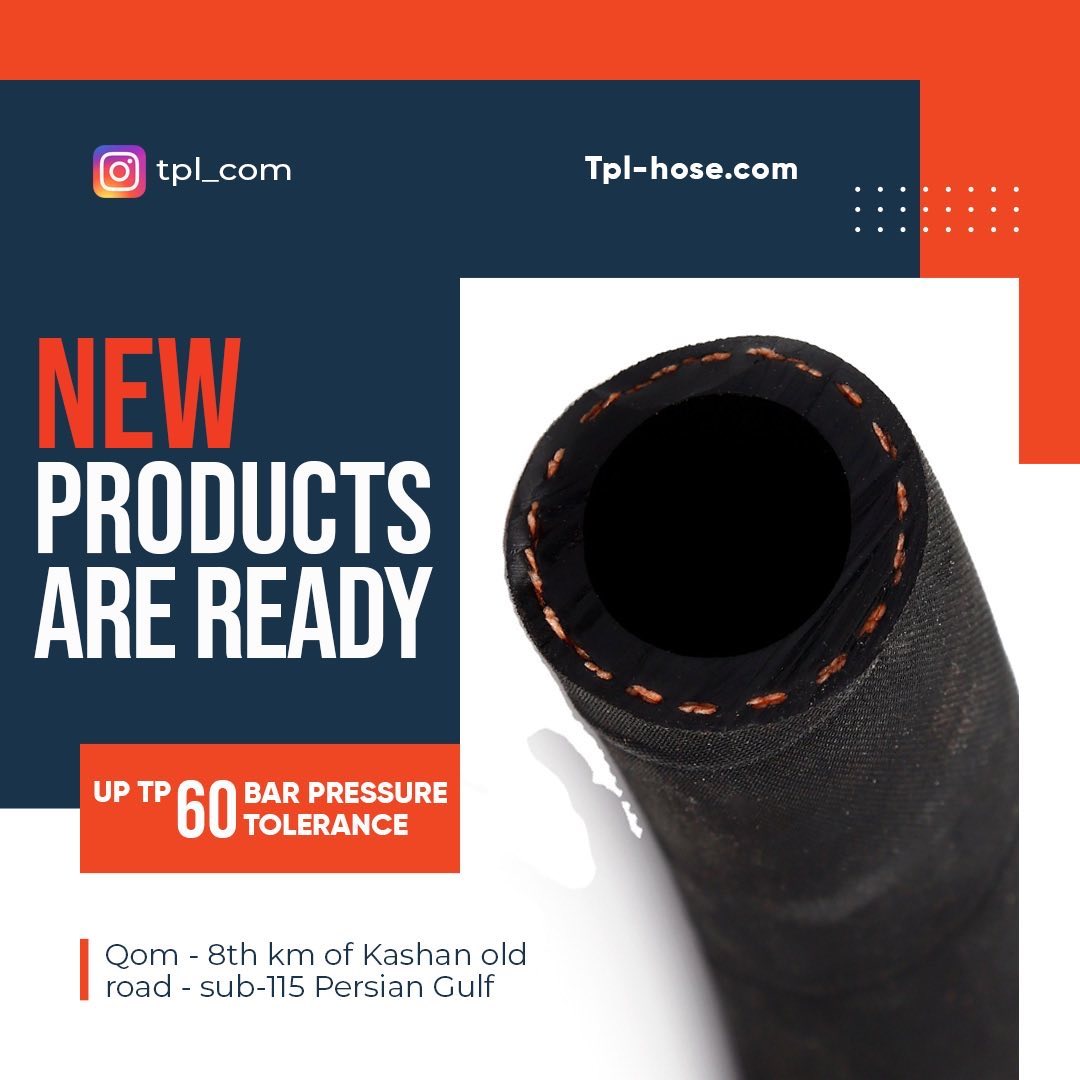 tpl_com
Tpl-hose.com
NEW
PRODUCTS
ARE READY
UP TP 60 BAR PRESSURE
TOLERANCE
Qom - 8th km of Kashan old
road - sub-115 Persian Gulf